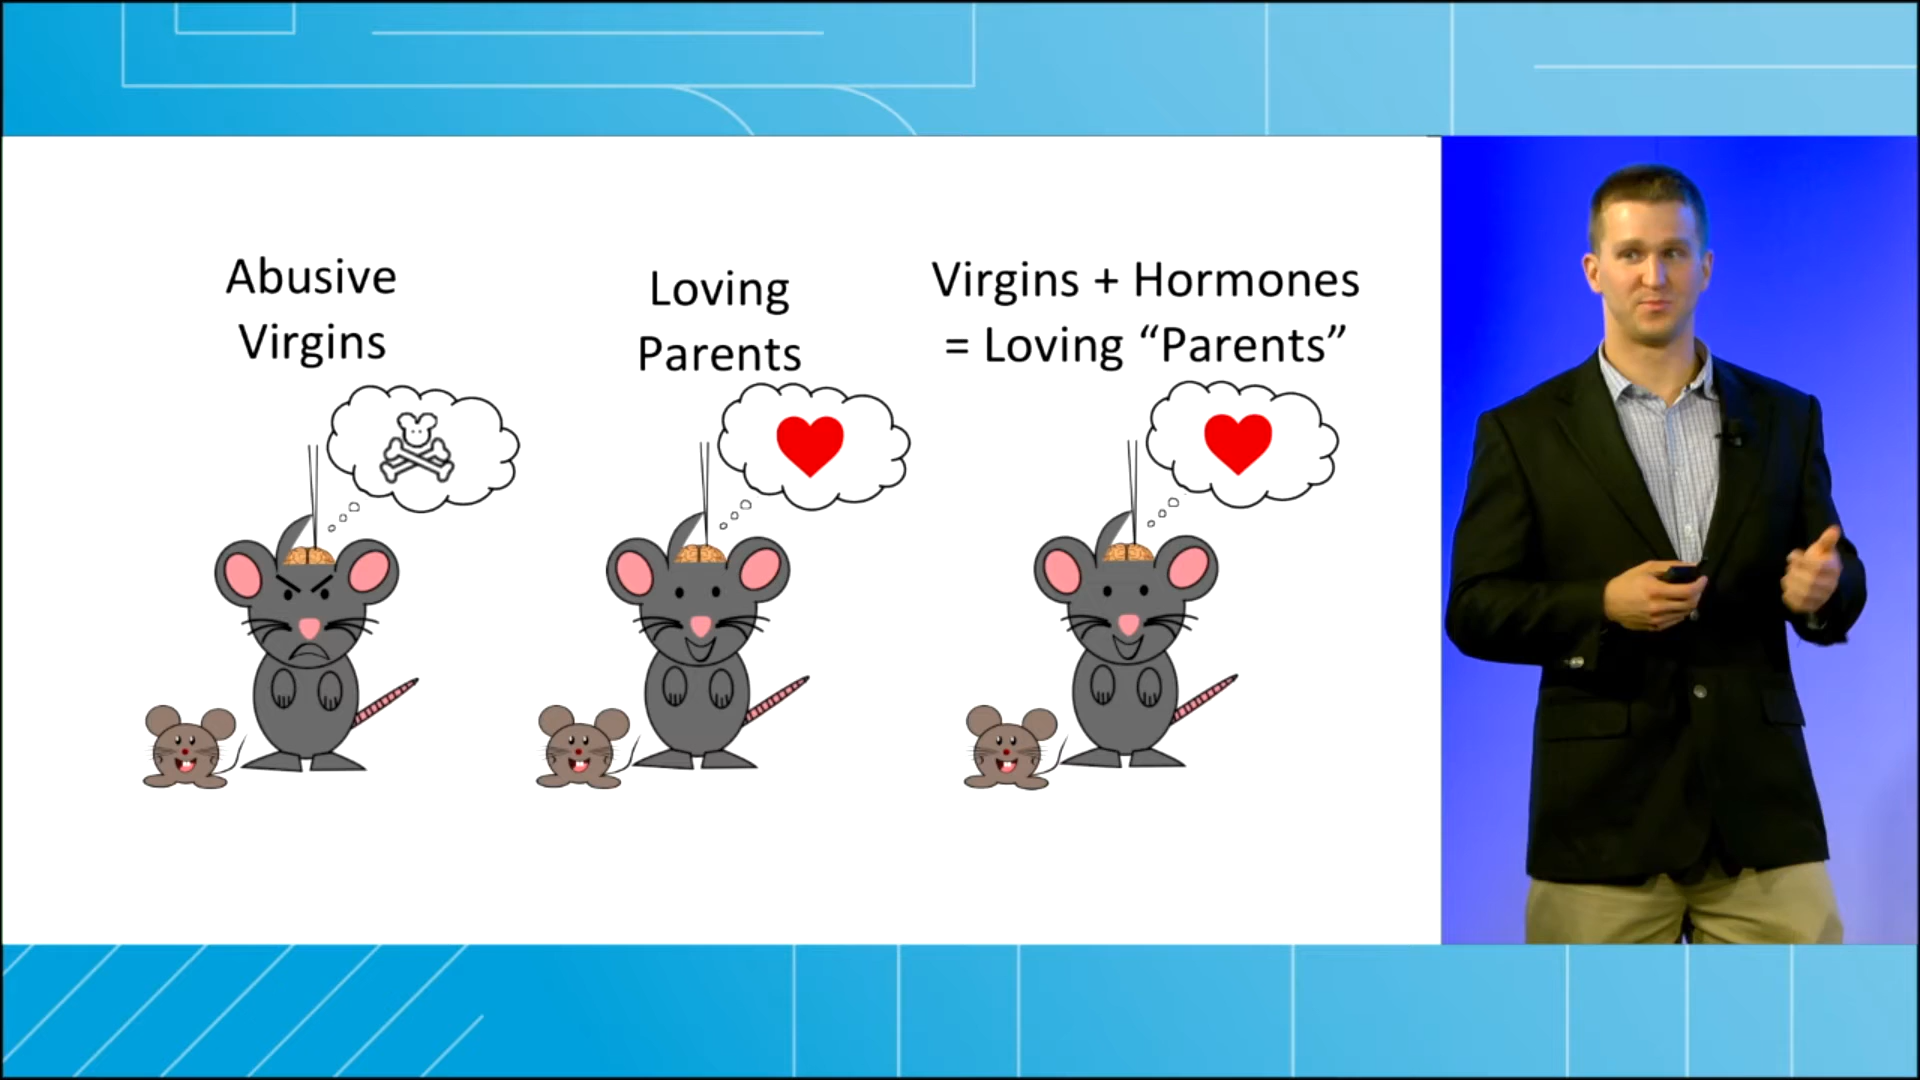 Abusive
Virgins
Loving
Parents
Virgins + Hormones
= Loving “Parents”